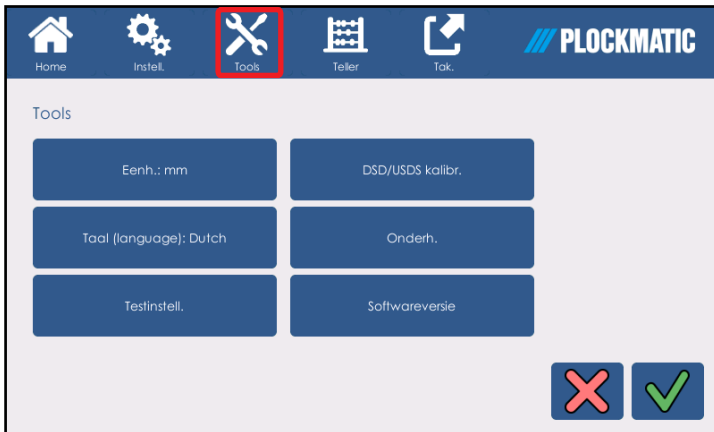 Home Instell. Tools Teller Tak. PLOCKMATIC
Tools
Eenh.: mm DSD/USDS kalibr.
Taal (language): Dutch Onderh.
Testinstell. Softwareversie